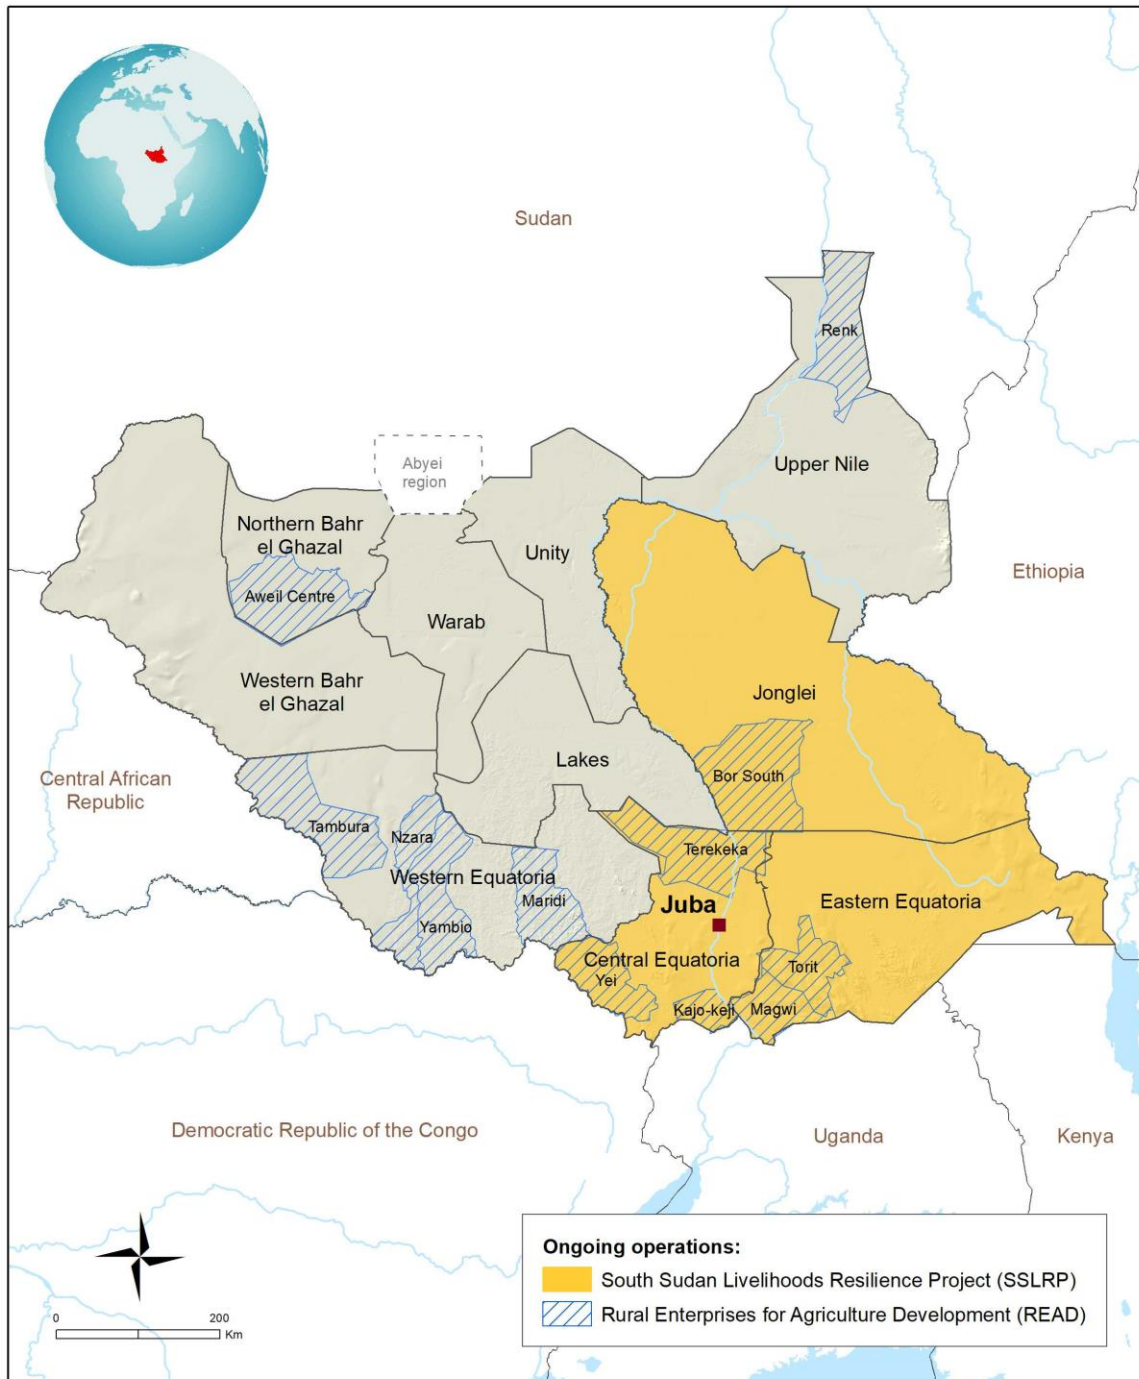 Sudan
Renk
Upper Nile
Abyei
region
Northern Bahr
el Ghazal
Unity
Ethiopia
Aweil Centre
Warab
Western Bahr
el Ghazal
Jonglei
Lakes
Central African
Republic
Bor South
Tambura
Nzara
Terekeka
Western Equatoria
Maridi
Juba
Eastern Equatoria
Yambio
Central Equatoria
Yei
Torit
Kajo-keji
Magwi
Democratic Republic of the Congo
Uganda
Kenya
Ongoing operations:
South Sudan Livelihoods Resilience Project (SSLRP)
Rural Enterprises for Agriculture Development (READ)
0
200
Km